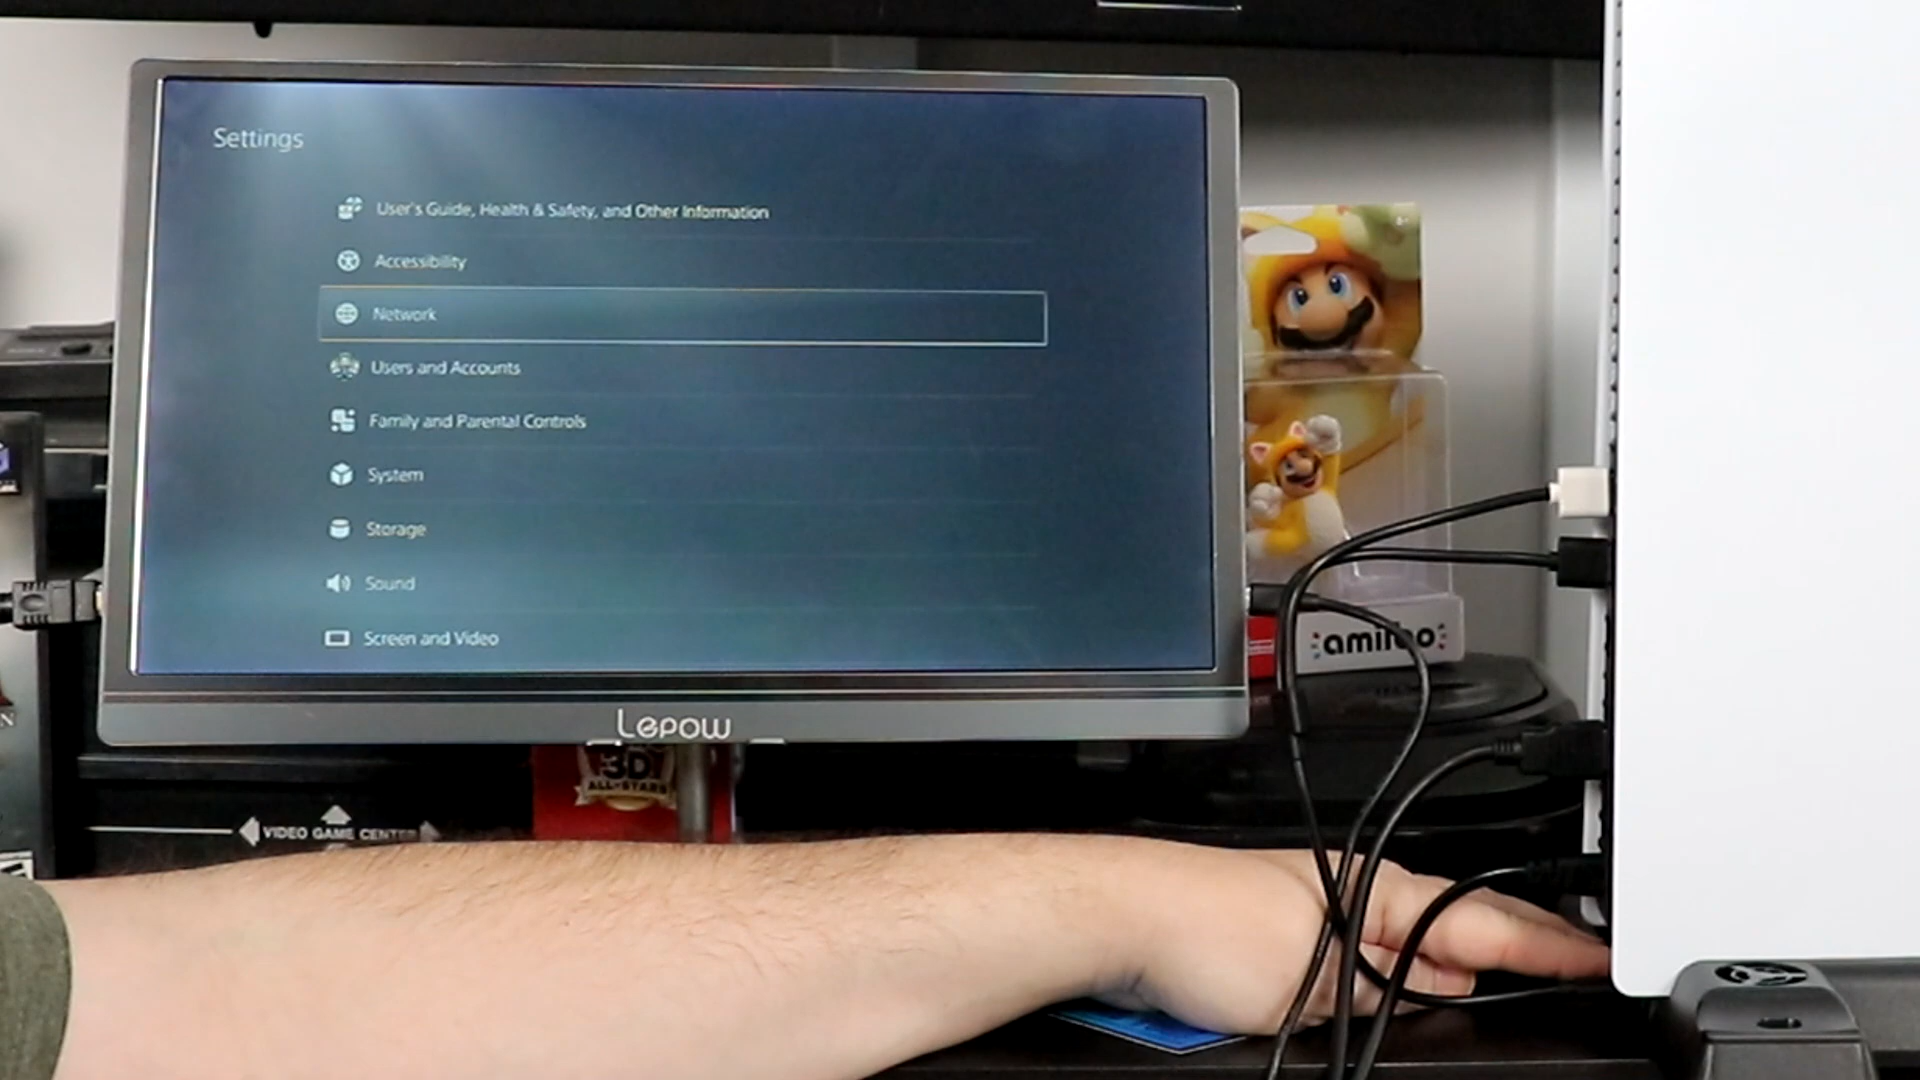 Settings
User's Guide, Health & Safety, and Other Information
Accessibility
Network
Users and Accounts
Family and Parental Controls
System
Storage
Sound
Screen and Video
Lepow
3D
ALL-STARS
VIDEO GAME CENTER
amiibo
N